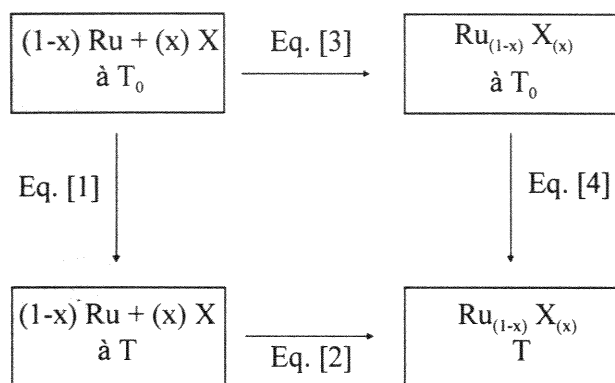 (1-x) Ru + (x) X
à T₀
Eq. [3]
Ru₍₁₋ₓ₎ X₍ₓ₎
à T₀
Eq. [1]
Eq. [4]
(1-x) Ru + (x) X
à T
Eq. [2]
Ru₍₁₋ₓ₎ X₍ₓ₎
T